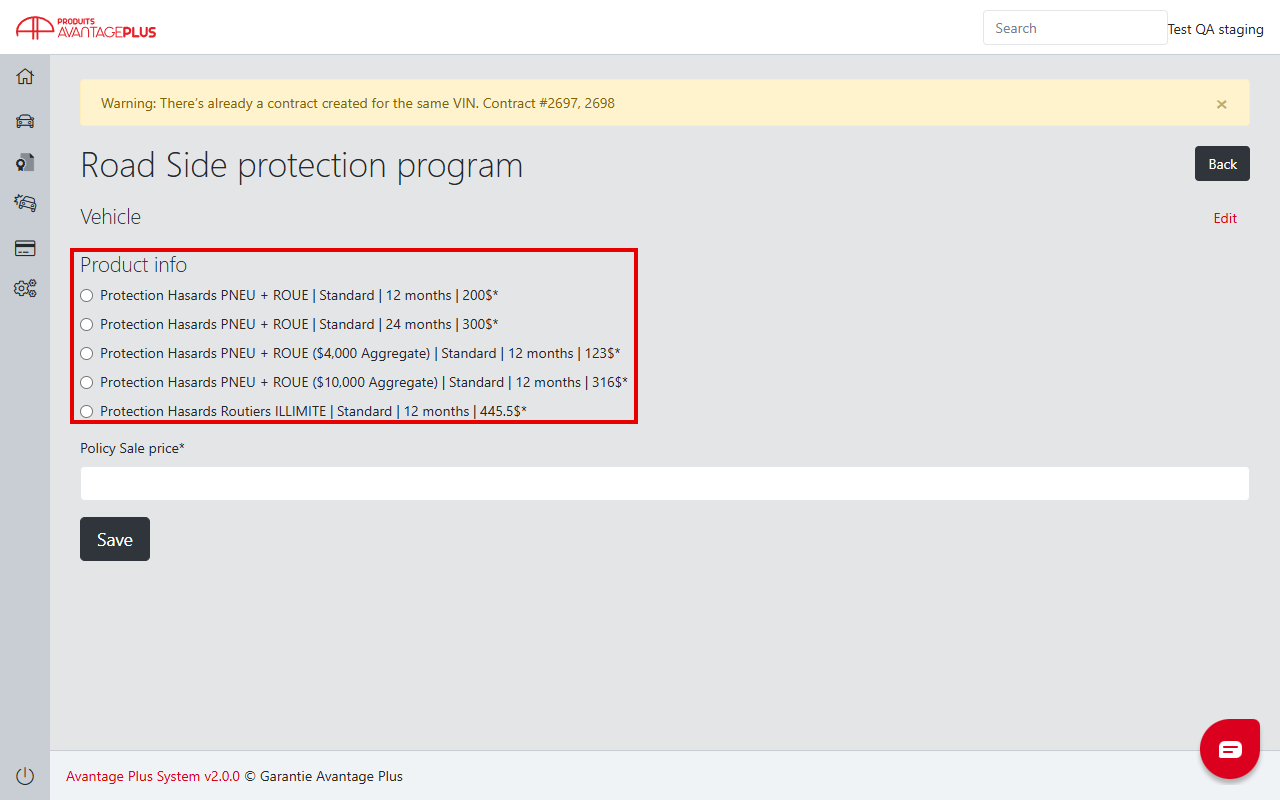 PRODUITS
AVANTAGEPLUS
Search
Test QA staging
Warning: There's already a contract created for the same VIN. Contract #2697, 2698
×
Road Side protection program
Back
Vehicle
Edit
Product info
Protection Hasards PNEU + ROUE | Standard | 12 months | 200$*
Protection Hasards PNEU + ROUE | Standard | 24 months | 300$*
Protection Hasards PNEU + ROUE ($4,000 Aggregate) | Standard | 12 months | 123$*
Protection Hasards PNEU + ROUE ($10,000 Aggregate) | Standard | 12 months | 316$*
Protection Hasards Routiers ILLIMITE | Standard | 12 months | 445.5$*
Policy Sale price*
Save
Avantage Plus System v2.0.0 © Garantie Avantage Plus